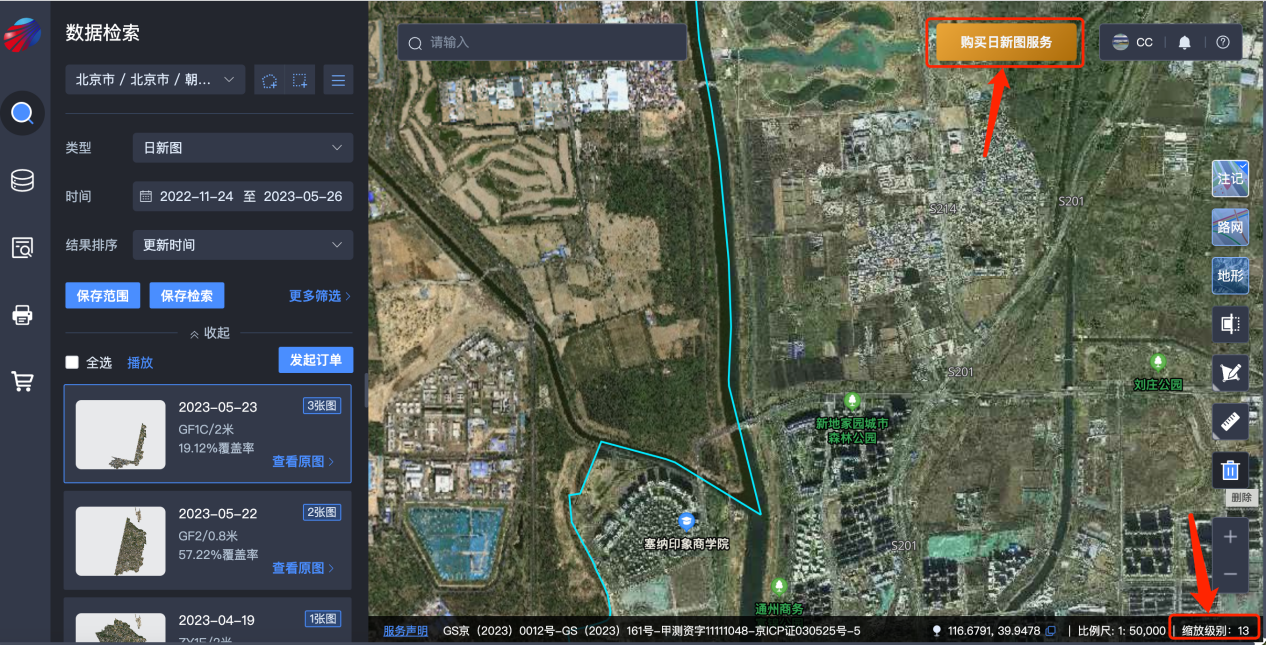 数据检索
请输入
购买日新图服务
CC
北京市 / 北京市 / 朝...
类型
日新图
时间
2022-11-24 至 2023-05-26
结果排序
更新时间
保存范围
保存检索
更多筛选
收起
全选
播放
发起订单
2023-05-23
3张图
GF1C/2米
19.12%覆盖率
查看原图
2023-05-22
2张图
GF2/0.8米
57.22%覆盖率
查看原图
2023-04-19
1张图
S214
S201
S201
刘庄公园
新地家园城市
森林公园
S201
塞纳印象商学院
通州商务
注记
路网
地形
删除
服务声明
GS京（2023）0012号-GS（2023）161号-甲测资字11111048-京ICP证030525号-5
116.6791, 39.9478
比例尺: 1: 50,000
缩放级别: 13